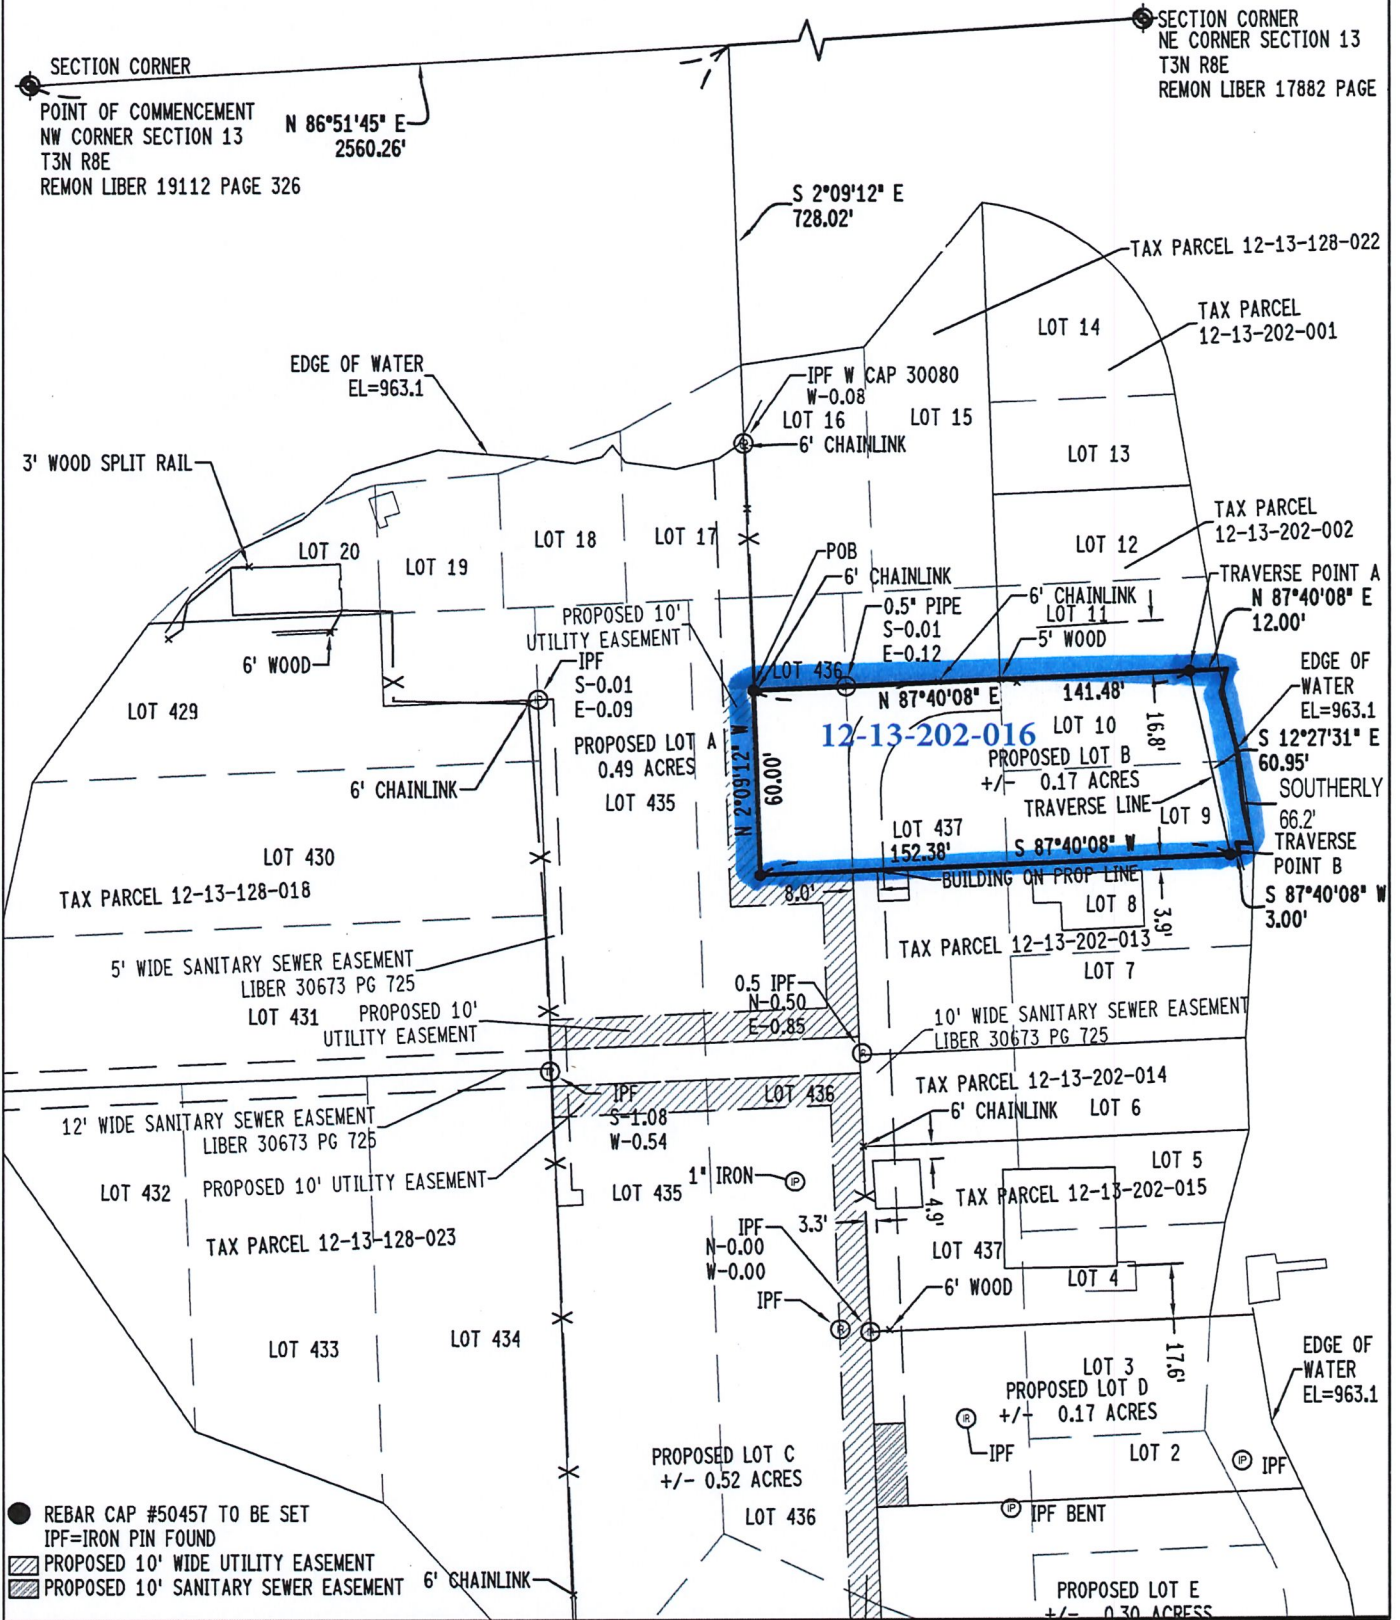 SECTION CORNER
NE CORNER SECTION 13
T3N R8E
REMON LIBER 17882 PAGE
SECTION CORNER
POINT OF COMMENCEMENT
NW CORNER SECTION 13
T3N R8E
REMON LIBER 19112 PAGE 326
N 86°51'45" E
2560.26'
S 2°09'12" E
728.02'
TAX PARCEL 12-13-128-022
TAX PARCEL
12-13-202-001
LOT 14
EDGE OF WATER
EL=963.1
IPF W CAP 30080
W-0.08
LOT 16
LOT 15
6' CHAINLINK
3' WOOD SPLIT RAIL
LOT 13
TAX PARCEL
12-13-202-002
LOT 12
LOT 20
LOT 19
LOT 18
LOT 17
POB
6' CHAINLINK
TRAVERSE POINT A
N 87°40'08" E
12.00'
6' CHAINLINK
LOT 11
5' WOOD
0.5" PIPE
S-0.01
E-0.12
PROPOSED 10'
UTILITY EASEMENT
6' WOOD
IPF
S-0.01
E-0.09
LOT 436
N 87°40'08" E
141.48'
EDGE OF
WATER
EL=963.1
LOT 429
12-13-202-016
LOT 10
16.8'
S 12°27'31" E
60.95'
PROPOSED LOT A
0.49 ACRES
LOT 435
N 2°09'12" W
60.00'
PROPOSED LOT B
+/- 0.17 ACRES
TRAVERSE LINE
SOUTHERLY
66.2'
6' CHAINLINK
LOT 9
LOT 437
152.38'
S 87°40'08" W
TRAVERSE
POINT B
S 87°40'08" W
3.00'
LOT 430
TAX PARCEL 12-13-128-018
8.0'
BUILDING ON PROP LINE
LOT 8
3.9'
TAX PARCEL 12-13-202-013
LOT 7
5' WIDE SANITARY SEWER EASEMENT
LIBER 30673 PG 725
0.5 IPF
N-0.50
E-0.85
10' WIDE SANITARY SEWER EASEMENT
LIBER 30673 PG 725
LOT 431
PROPOSED 10'
UTILITY EASEMENT
TAX PARCEL 12-13-202-014
6' CHAINLINK
LOT 6
IPF
S-1.08
W-0.54
LOT 436
12' WIDE SANITARY SEWER EASEMENT
LIBER 30673 PG 725
LOT 432
PROPOSED 10' UTILITY EASEMENT
LOT 435
1" IRON
IP
LOT 5
TAX PARCEL 12-13-202-015
4.9'
TAX PARCEL 12-13-128-023
IPF
N-0.00
W-0.00
3.3'
LOT 437
LOT 4
6' WOOD
IPF
LOT 433
LOT 434
17.6'
EDGE OF
WATER
EL=963.1
LOT 3
PROPOSED LOT D
+/- 0.17 ACRES
IR
IPF
LOT 2
IP
IPF
PROPOSED LOT C
+/- 0.52 ACRES
LOT 436
IP
IPF BENT
REBAR CAP #50457 TO BE SET
IPF=IRON PIN FOUND
PROPOSED 10' WIDE UTILITY EASEMENT
PROPOSED 10' SANITARY SEWER EASEMENT
6' CHAINLINK
PROPOSED LOT E
+/- 0.30 ACRESS